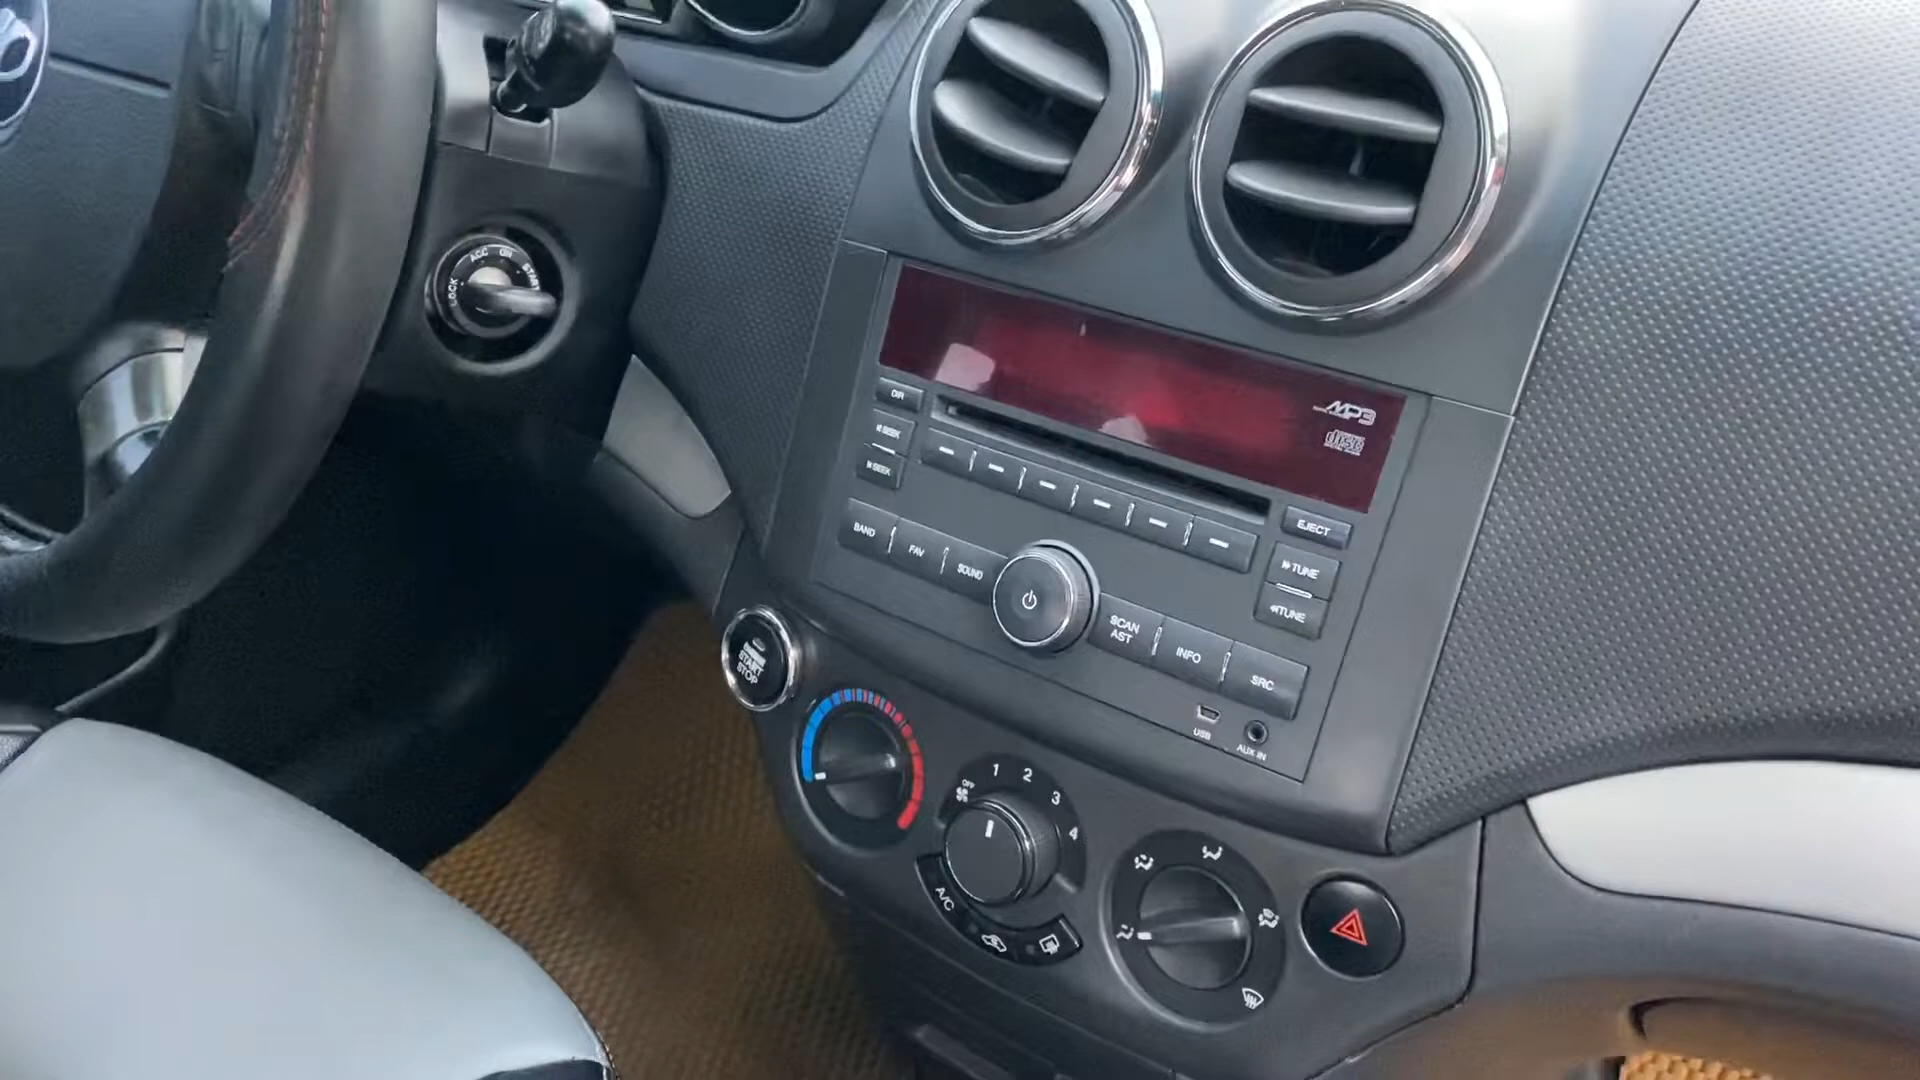 LOCK
ACC
ON
START
MP3
disc
DIR
SEEK
SEEK
EJECT
TUNE
TUNE
BAND
FAV
SOUND
SCAN
AST
INFO
SRC
USB
AUX IN
START
STOP
OFF
1
2
3
4
A/C